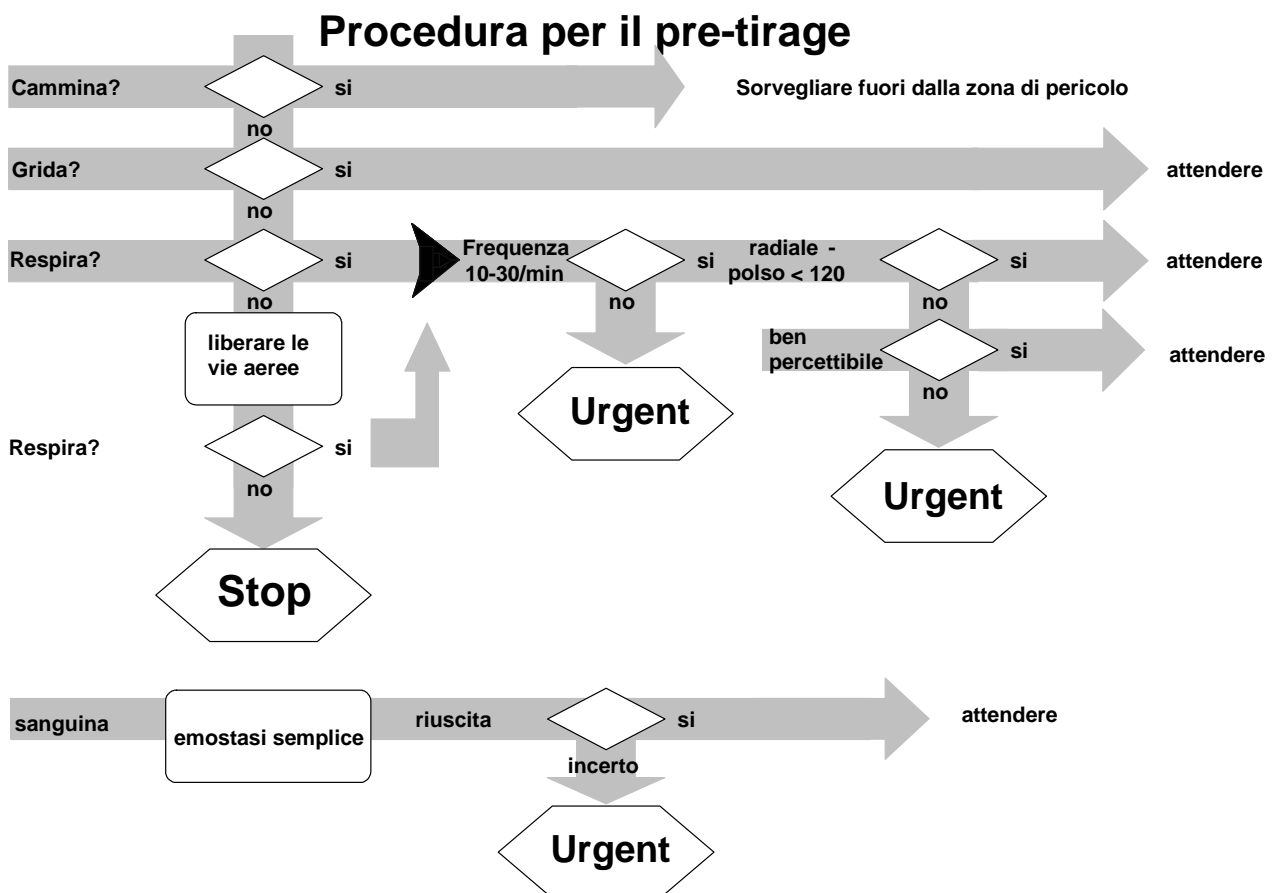 Procedura per il pre-tirage
Cammina?
si
Sorvegliare fuori dalla zona di pericolo
no
Grida?
si
attendere
no
Respira?
si
Frequenza
10-30/min
si
radiale -
polso < 120
si
attendere
no
no
no
liberare le
vie aeree
ben
percettibile
si
attendere
no
Urgent
Respira?
si
no
Urgent
Stop
sanguina
emostasi semplice
riuscita
si
attendere
incerto
Urgent